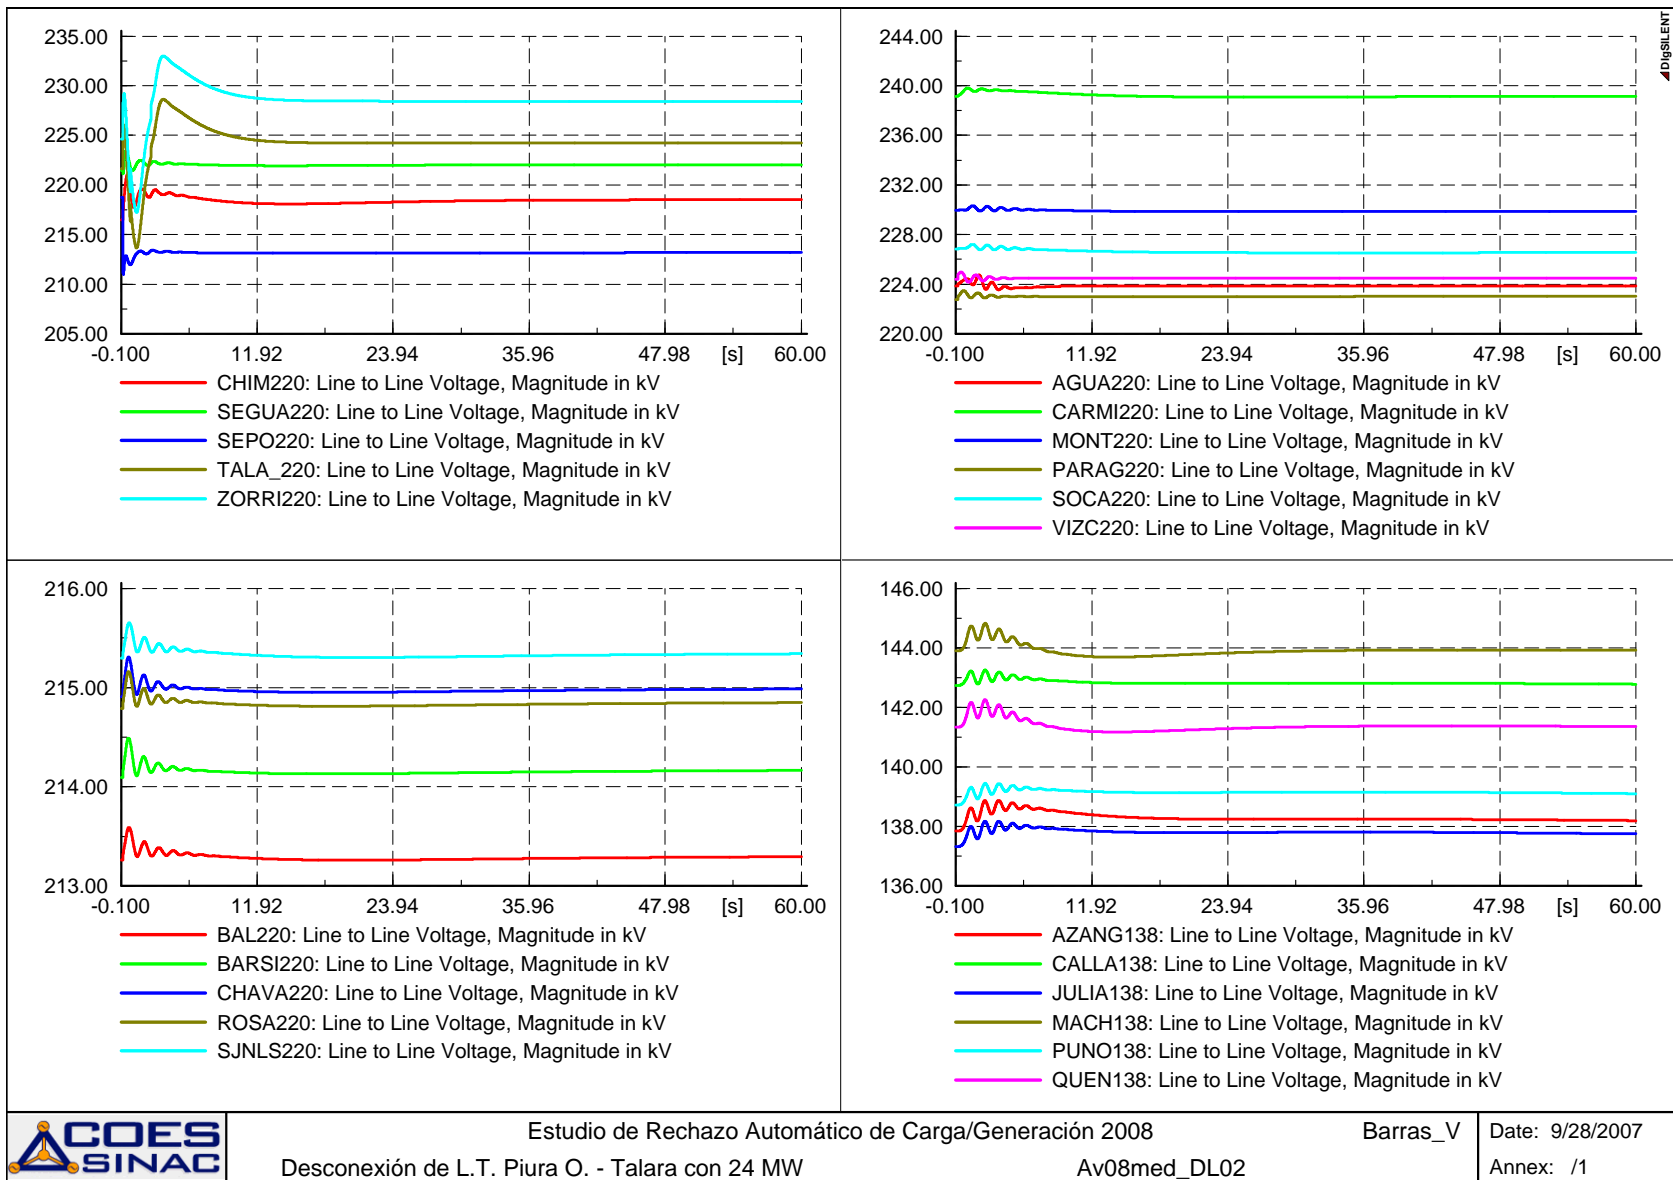 235.00
230.00
225.00
220.00
215.00
210.00
205.00
-0.100 11.92 23.94 35.96 47.98 [s] 60.00
CHIM220: Line to Line Voltage, Magnitude in kV
SEGUA220: Line to Line Voltage, Magnitude in kV
SEPO220: Line to Line Voltage, Magnitude in kV
TALA_220: Line to Line Voltage, Magnitude in kV
ZORRI220: Line to Line Voltage, Magnitude in kV
244.00
240.00
236.00
232.00
228.00
224.00
220.00
-0.100 11.92 23.94 35.96 47.98 [s] 60.00
AGUA220: Line to Line Voltage, Magnitude in kV
CARMI220: Line to Line Voltage, Magnitude in kV
MONT220: Line to Line Voltage, Magnitude in kV
PARAG220: Line to Line Voltage, Magnitude in kV
SOCA220: Line to Line Voltage, Magnitude in kV
VIZC220: Line to Line Voltage, Magnitude in kV
DIgSILENT
216.00
215.00
214.00
213.00
-0.100 11.92 23.94 35.96 47.98 [s] 60.00
BAL220: Line to Line Voltage, Magnitude in kV
BARSI220: Line to Line Voltage, Magnitude in kV
CHAVA220: Line to Line Voltage, Magnitude in kV
ROSA220: Line to Line Voltage, Magnitude in kV
SJNLS220: Line to Line Voltage, Magnitude in kV
146.00
144.00
142.00
140.00
138.00
136.00
-0.100 11.92 23.94 35.96 47.98 [s] 60.00
AZANG138: Line to Line Voltage, Magnitude in kV
CALLA138: Line to Line Voltage, Magnitude in kV
JULIA138: Line to Line Voltage, Magnitude in kV
MACH138: Line to Line Voltage, Magnitude in kV
PUNO138: Line to Line Voltage, Magnitude in kV
QUEN138: Line to Line Voltage, Magnitude in kV
COES
SINAC
Estudio de Rechazo Automático de Carga/Generación 2008 Barras_V
Desconexión de L.T. Piura O. - Talara con 24 MW Av08med_DL02
Date: 9/28/2007
Annex: /1